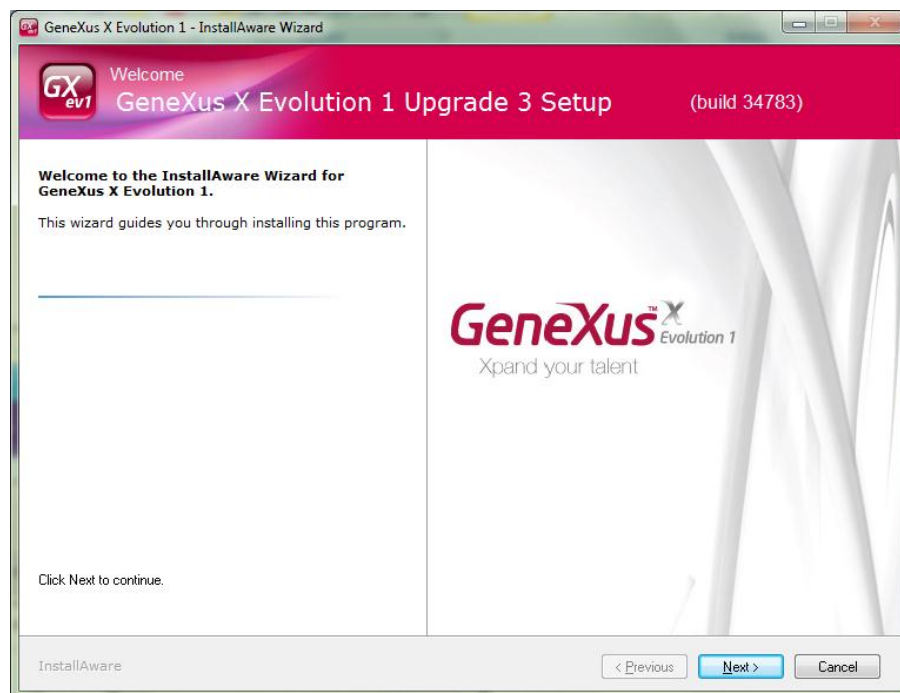 GeneXus X Evolution 1 - InstallAware Wizard
GX
ev1
Welcome
GeneXus X Evolution 1 Upgrade 3 Setup (build 34783)
Welcome to the InstallAware Wizard for
GeneXus X Evolution 1.
This wizard guides you through installing this program.
GeneXus™ X
Evolution 1
Xpand your talent
Click Next to continue.
InstallAware
< Previous
Next >
Cancel